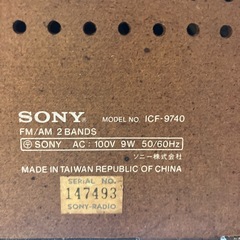 SONY MODEL NO. ICF-9740
FM/AM 2 BANDS
SONY AC: 100V 9W 50/60Hz
ソニー株式会社
MADE IN TAIWAN REPUBLIC OF CHINA
SERIAL NO.
147493
SONY-RADIO